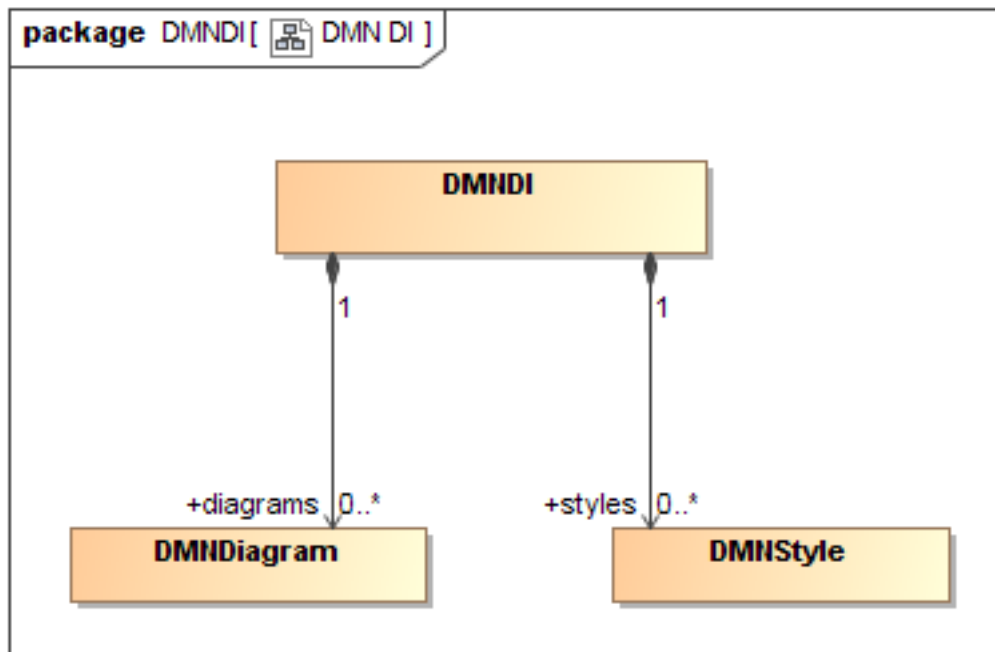 package DMNDI[ DMN DI ]
DMNDI
1 1
+diagrams 0..* +styles 0..*
DMNDiagram DMNStyle